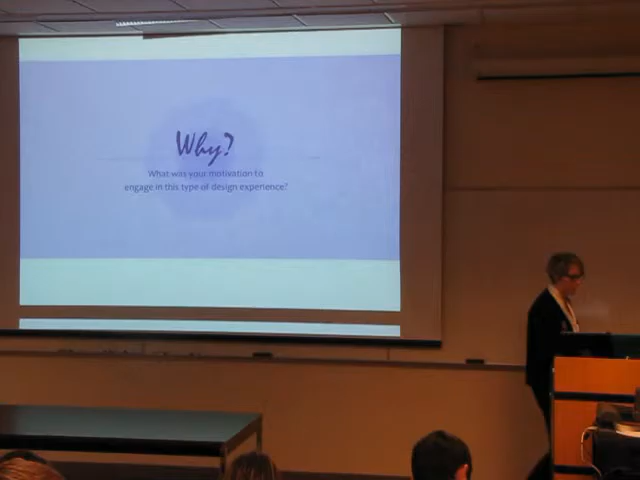 Why?
What was your motivation to
engage in this type of design experience?